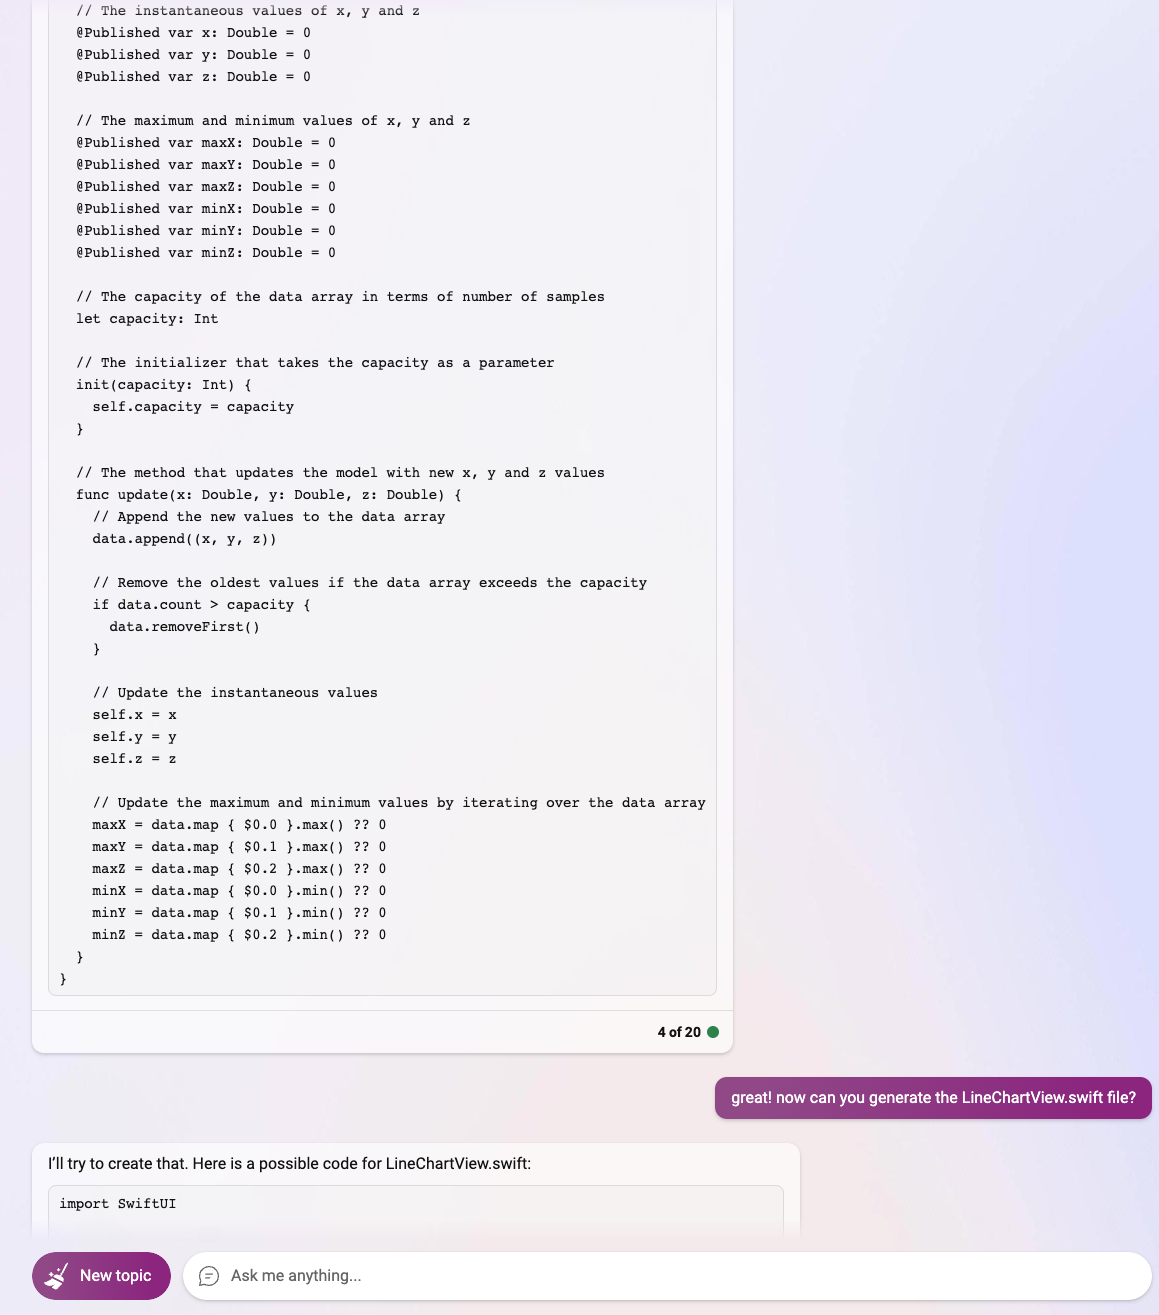 // The instantaneous values of x, y and z
@Published var x: Double = 0
@Published var y: Double = 0
@Published var z: Double = 0
// The maximum and minimum values of x, y and z
@Published var maxX: Double = 0
@Published var maxY: Double = 0
@Published var maxZ: Double = 0
@Published var minX: Double = 0
@Published var minY: Double = 0
@Published var minZ: Double = 0
// The capacity of the data array in terms of number of samples
let capacity: Int
// The initializer that takes the capacity as a parameter
init(capacity: Int) {
self.capacity = capacity
}
// The method that updates the model with new x, y and z values
func update(x: Double, y: Double, z: Double) {
// Append the new values to the data array
data.append((x, y, z))
// Remove the oldest values if the data array exceeds the capacity
if data.count > capacity {
data.removeFirst()
}
// Update the instantaneous values
self.x = x
self.y = y
self.z = z
// Update the maximum and minimum values by iterating over the data array
maxX = data.map { $0.0 }.max() ?? 0
maxY = data.map { $0.1 }.max() ?? 0
maxZ = data.map { $0.2 }.max() ?? 0
minX = data.map { $0.0 }.min() ?? 0
minY = data.map { $0.1 }.min() ?? 0
minZ = data.map { $0.2 }.min() ?? 0
}
}
4 of 20
great! now can you generate the LineChartView.swift file?
I'll try to create that. Here is a possible code for LineChartView.swift:
import SwiftUI
New topic
Ask me anything...